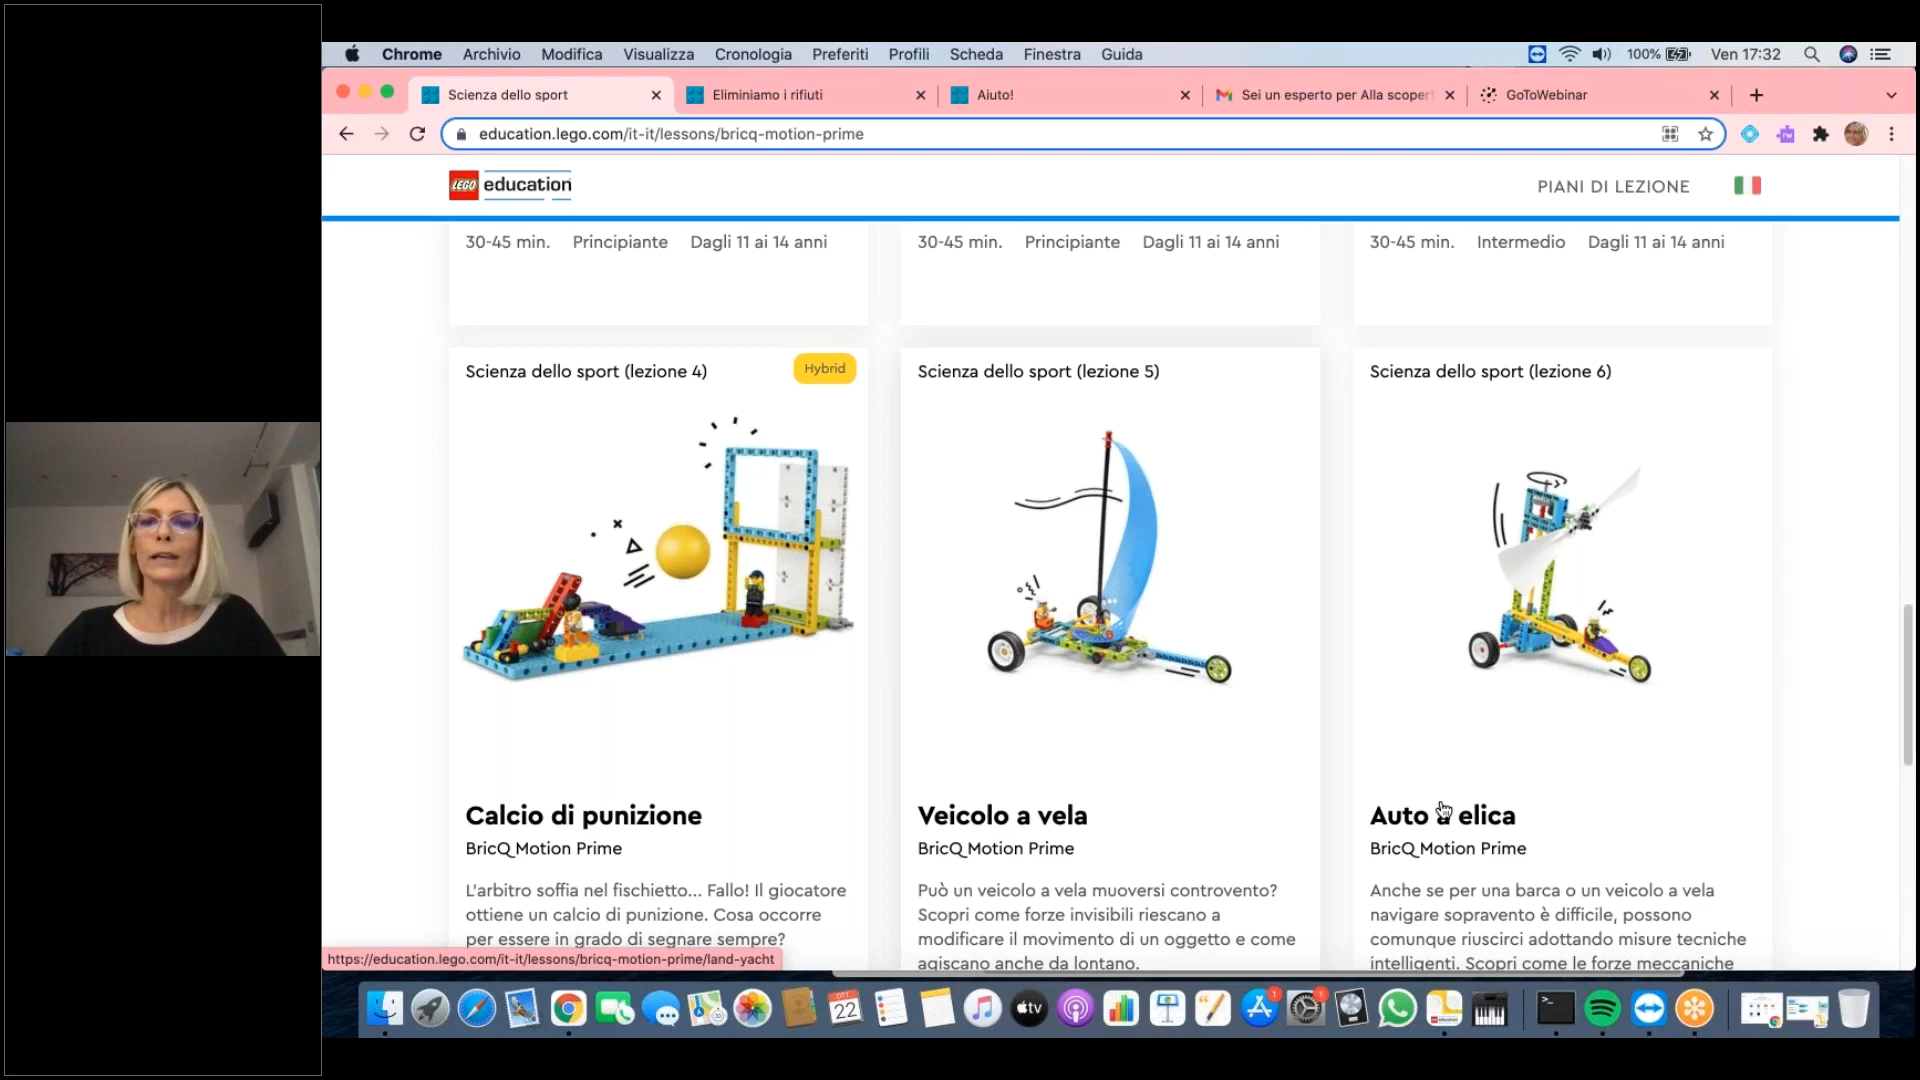 Chrome Archivio Modifica Visualizza Cronologia Preferiti Profili Scheda Finestra Guida 100% Ven 17:32
Scienza dello sport Eliminiamo i rifiuti Aiuto! Sei un esperto per Alla scoper GoToWebinar
education.lego.com/it-it/lessons/bricq-motion-prime
LEGO education PIANI DI LEZIONE
30-45 min. Principiante Dagli 11 ai 14 anni
30-45 min. Principiante Dagli 11 ai 14 anni
30-45 min. Intermedio Dagli 11 ai 14 anni
Scienza dello sport (lezione 4) Hybrid
Calcio di punizione
BricQ Motion Prime
L'arbitro soffia nel fischietto... Fallo! Il giocatore
ottiene un calcio di punizione. Cosa occorre
per essere in grado di segnare sempre?
Scienza dello sport (lezione 5)
Veicolo a vela
BricQ Motion Prime
Può un veicolo a vela muoversi controvento?
Scopri come forze invisibili riescano a
modificare il movimento di un oggetto e come
agiscano anche da lontano.
Scienza dello sport (lezione 6)
Auto a elica
BricQ Motion Prime
Anche se per una barca o un veicolo a vela
navigare sopravento è difficile, possono
comunque riuscirci adottando misure tecniche
intelligenti. Scopri come le forze meccaniche
https://education.lego.com/it-it/lessons/bricq-motion-prime/land-yacht
OTT
22
tv
1
1